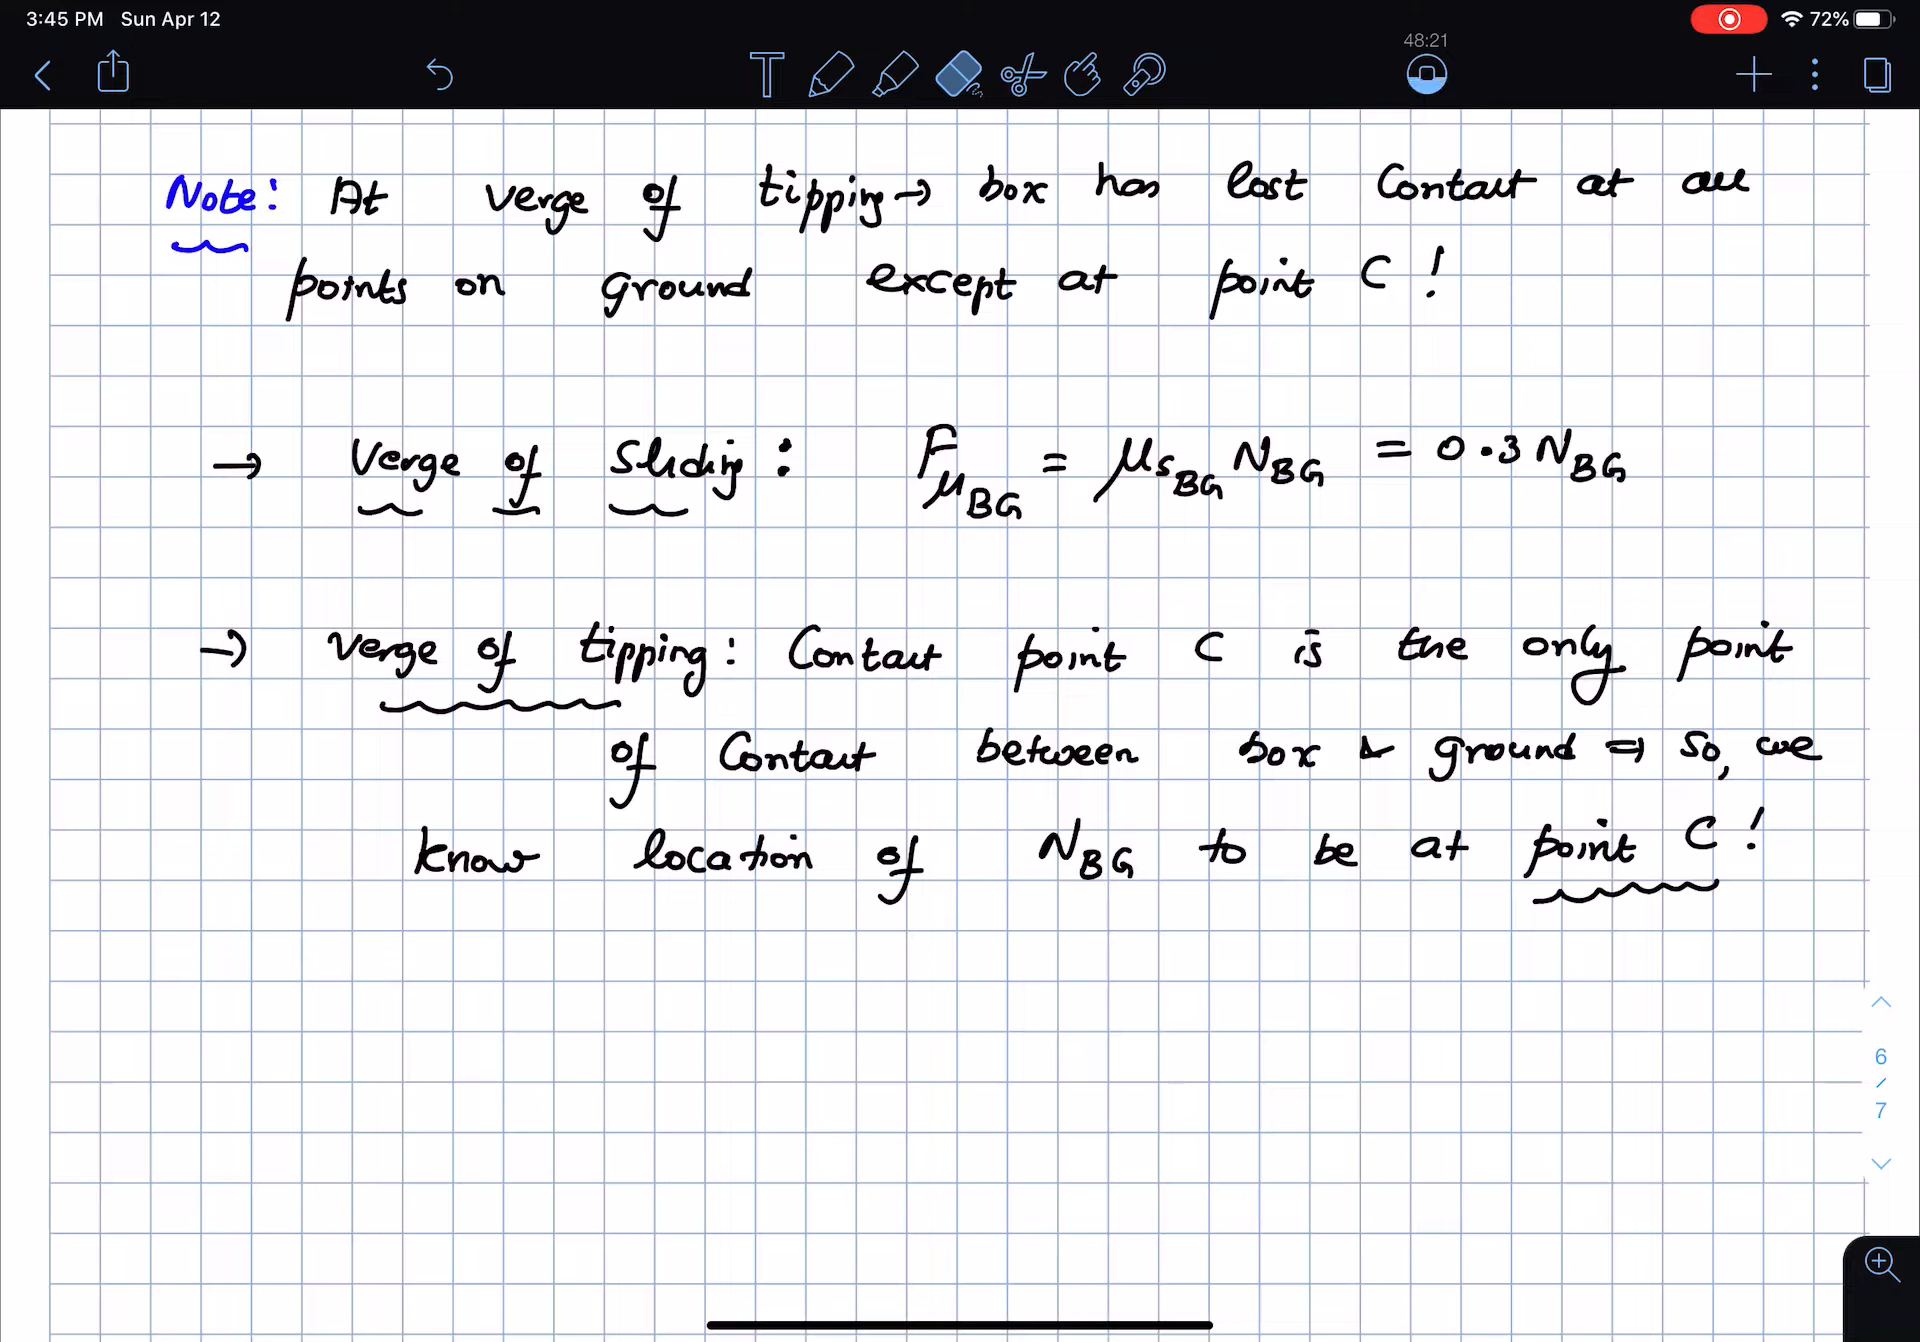 3:45 PM Sun Apr 12
72%
48:21
Note: At verge of tipping → box has lost Contact at all
points on ground except at point C !
→ Verge of Sliding : F_μ_BG = μ_s_BG N_BG = 0.3 N_BG
→ verge of tipping : Contact point C is the only point
of Contact between box & ground ⇒ So, we
know location of N_BG to be at point C !
6
/
7